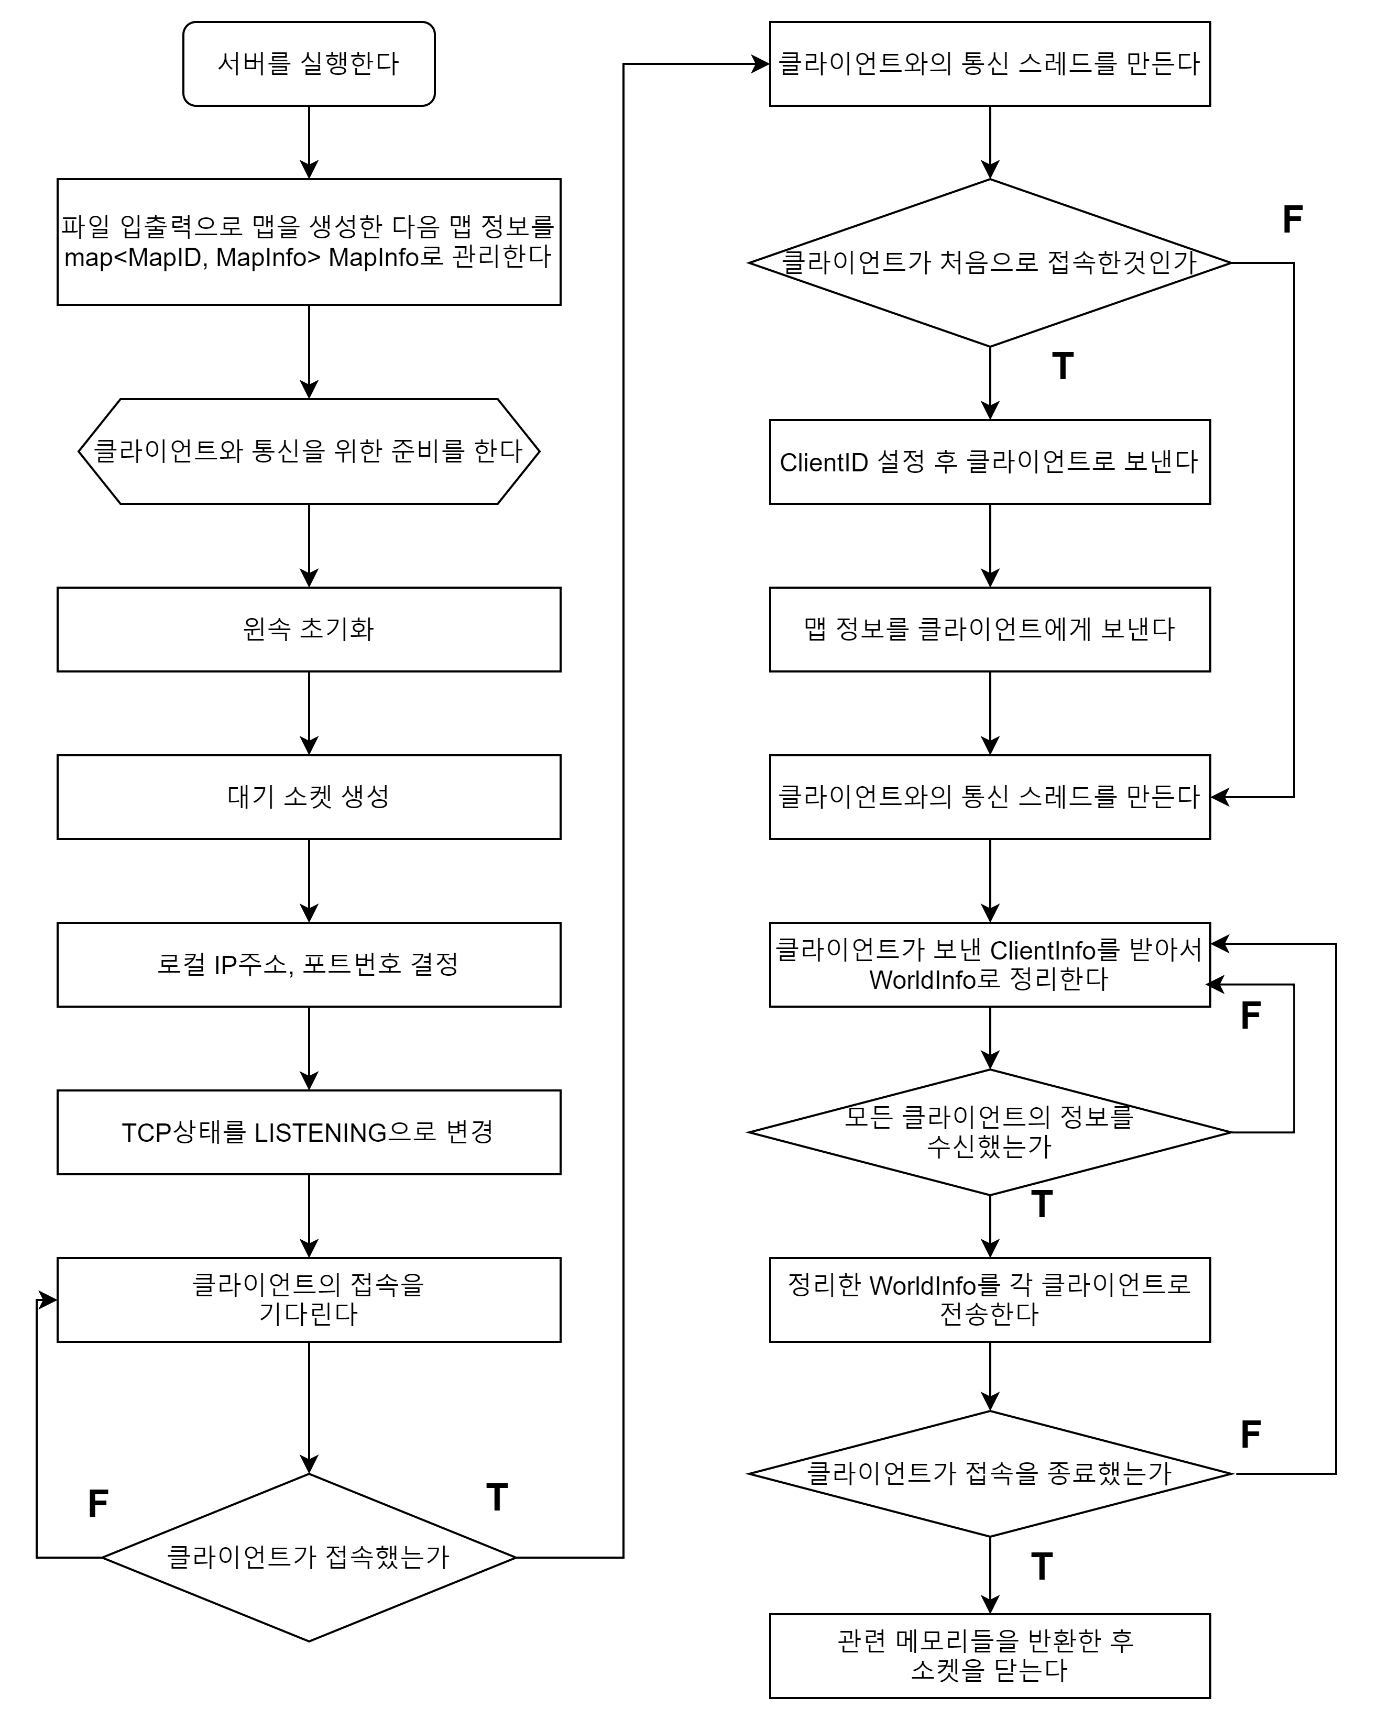 서버를 실행한다
파일 입출력으로 맵을 생성한 다음 맵 정보를
map<MapID, MapInfo> MapInfo로 관리한다
클라이언트와 통신을 위한 준비를 한다
윈속 초기화
대기 소켓 생성
로컬 IP주소, 포트번호 결정
TCP상태를 LISTENING으로 변경
클라이언트의 접속을
기다린다
F
T
클라이언트가 접속했는가
클라이언트와의 통신 스레드를 만든다
F
클라이언트가 처음으로 접속한것인가
T
ClientID 설정 후 클라이언트로 보낸다
맵 정보를 클라이언트에게 보낸다
클라이언트와의 통신 스레드를 만든다
클라이언트가 보낸 ClientInfo를 받아서
WorldInfo로 정리한다
F
모든 클라이언트의 정보를
수신했는가
T
정리한 WorldInfo를 각 클라이언트로
전송한다
F
클라이언트가 접속을 종료했는가
T
관련 메모리들을 반환한 후
소켓을 닫는다